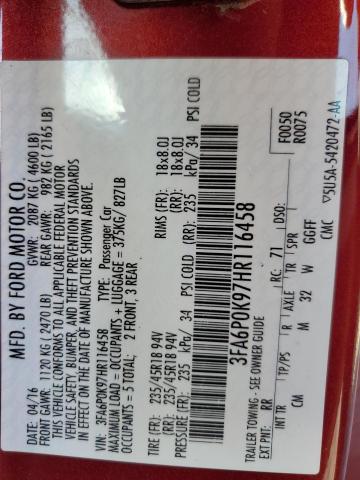 MFD. BY FORD MOTOR CO.
DATE: 04/16 GVWR: 2087 KG ( 4600 LB)
FRONT GAWR: 1120 KG ( 2470 LB) REAR GAWR: 982 KG ( 2165 LB)
THIS VEHICLE CONFORMS TO ALL APPLICABLE FEDERAL MOTOR
VEHICLE SAFETY, BUMPER, AND THEFT PREVENTION STANDARDS
IN EFFECT ON THE DATE OF MANUFACTURE SHOWN ABOVE.
VIN: 3FA6P0K97HR116458 TYPE: Passenger Car
MAXIMUM LOAD = OCCUPANTS + LUGGAGE = 375KG/ 827LB
OCCUPANTS = 5 TOTAL: 2 FRONT, 3 REAR
TIRE (FR): 235/45R18 94V RIMS (FR): 18x8.0J
(RR): 235/45R18 94V (RR): 18x8.0J
PRESSURE (FR): 235 kPa/ 34 PSI COLD (RR): 235 kPa/ 34 PSI COLD
3FA6P0K97HR116458
TRAILER TOWING - SEE OWNER GUIDE
F0050
R0075
EXT PNT: RR RC: 71 DSO:
INT TR TP/PS R AXLE TR SPR
CM M 32 W GGFF
CMC ▽5U5A-5420472-AA